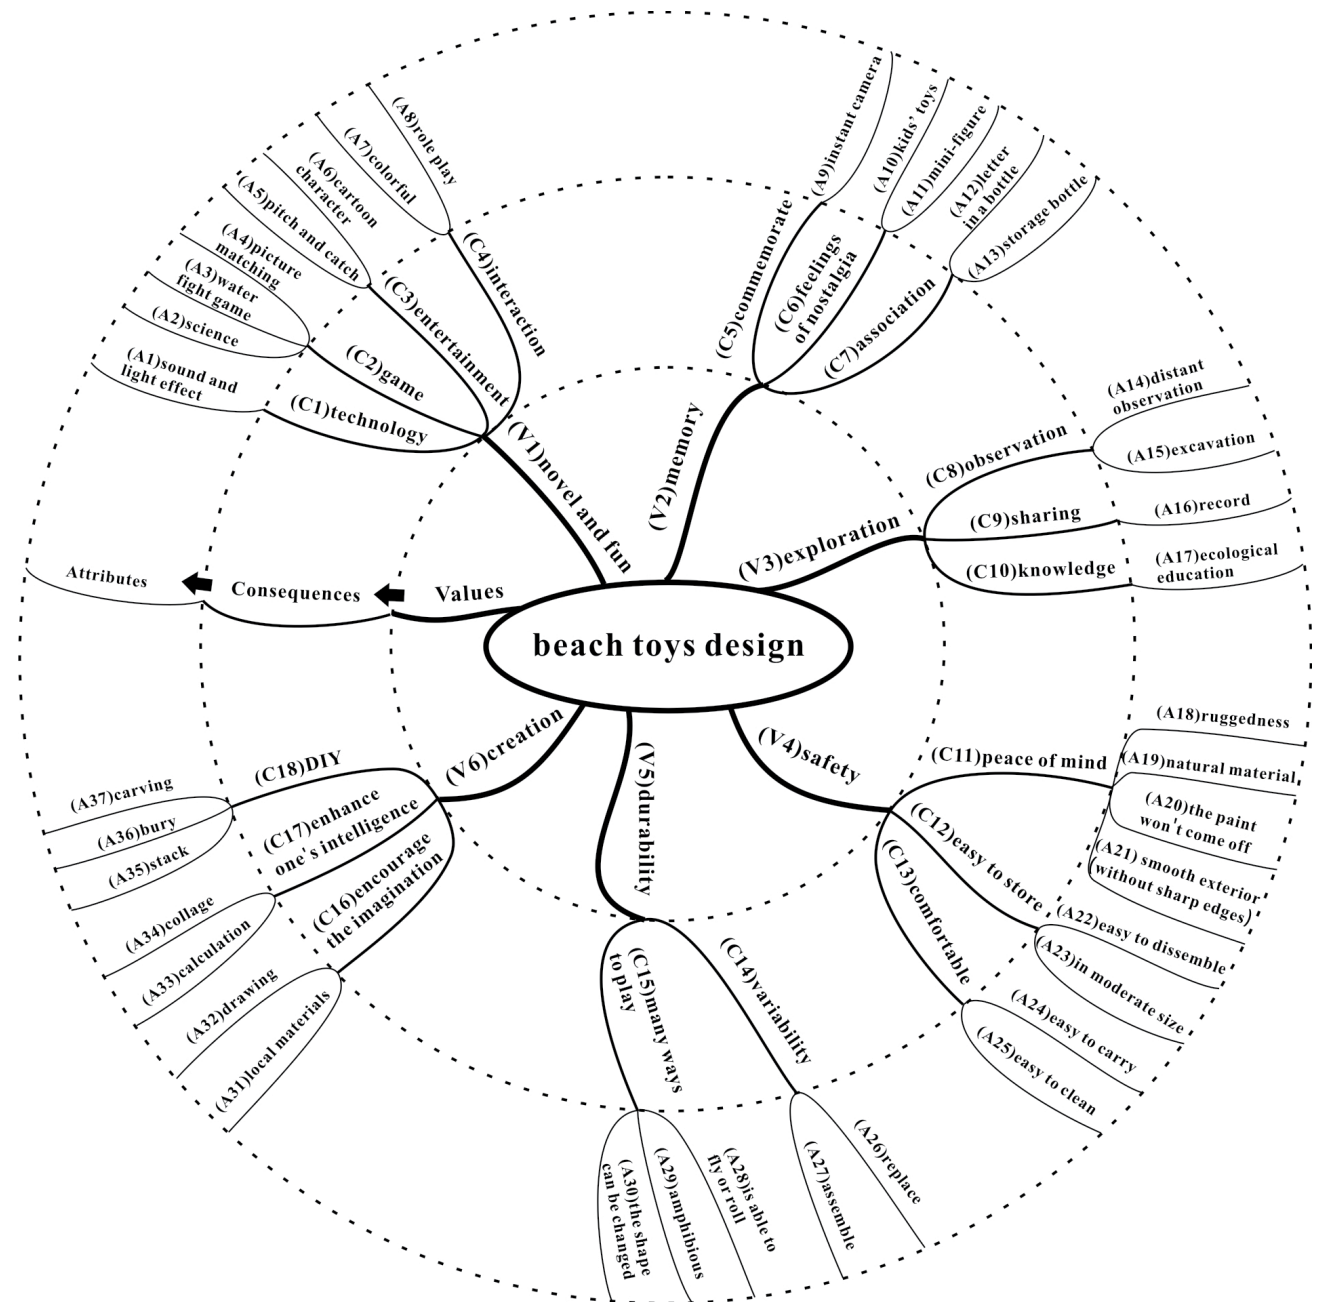 beach toys design
Values
Consequences
Attributes
(V1)novel and fun
(C1)technology
(A1)sound and
light effect
(C2)game
(A2)science
(A3)water
fight game
(C3)entertainment
(A4)picture
matching
(A5)pitch and catch
(A6)cartoon
character
(C4)interaction
(A7)colorful
(A8)role play
(V2)memory
(C5)commemorate
(A9)instant camera
(C6)feelings
of nostalgia
(A10)kids' toys
(A11)mini-figure
(C7)association
(A12)letter
in a bottle
(A13)storage bottle
(V3)exploration
(C8)observation
(A14)distant
observation
(A15)excavation
(C9)sharing
(A16)record
(C10)knowledge
(A17)ecological
education
(V4)safety
(C11)peace of mind
(A18)ruggedness
(A19)natural material
(A20)the paint
won't come off
(A21) smooth exterior
(without sharp edges)
(C12)easy to store
(A22)easy to dissemble
(A23)in moderate size
(C13)comfortable
(A24)easy to carry
(A25)easy to clean
(V5)durability
(C14)variability
(A26)replace
(A27)assemble
(C15)many ways
to play
(A28)is able to
fly or roll
(A29)amphibious
(A30)the shape
can be changed
(V6)creation
(C16)encourage
the imagination
(A31)local materials
(A32)drawing
(C17)enhance
one's intelligence
(A33)calculation
(A34)collage
(C18)DIY
(A35)stack
(A36)bury
(A37)carving